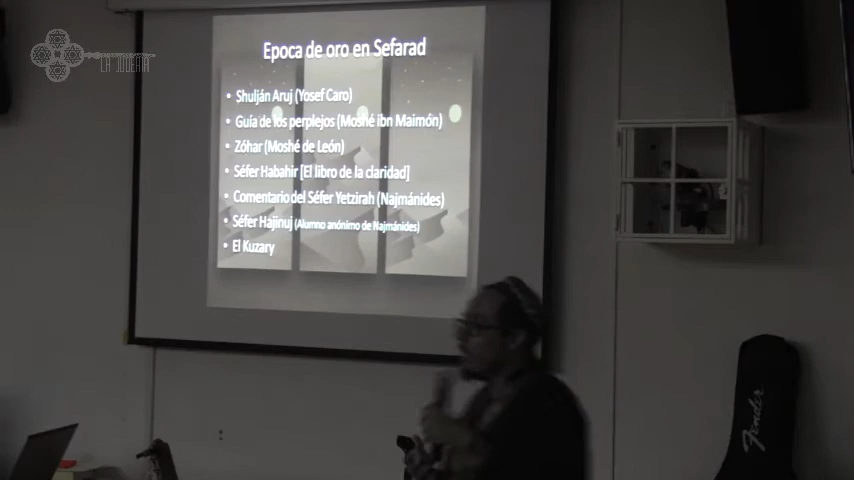 LA JUDERÍA
Epoca de oro en Sefarad
• Shulján Aruj (Yosef Caro)
• Guía de los perplejos (Moshé ibn Maimón)
• Zóhar (Moshé de León)
• Séfer Habahir [El libro de la claridad]
• Comentario del Séfer Yetzirah (Najmánides)
• Séfer Hajinuj (Alumno anónimo de Najmánides)
• El Kuzary
Fender